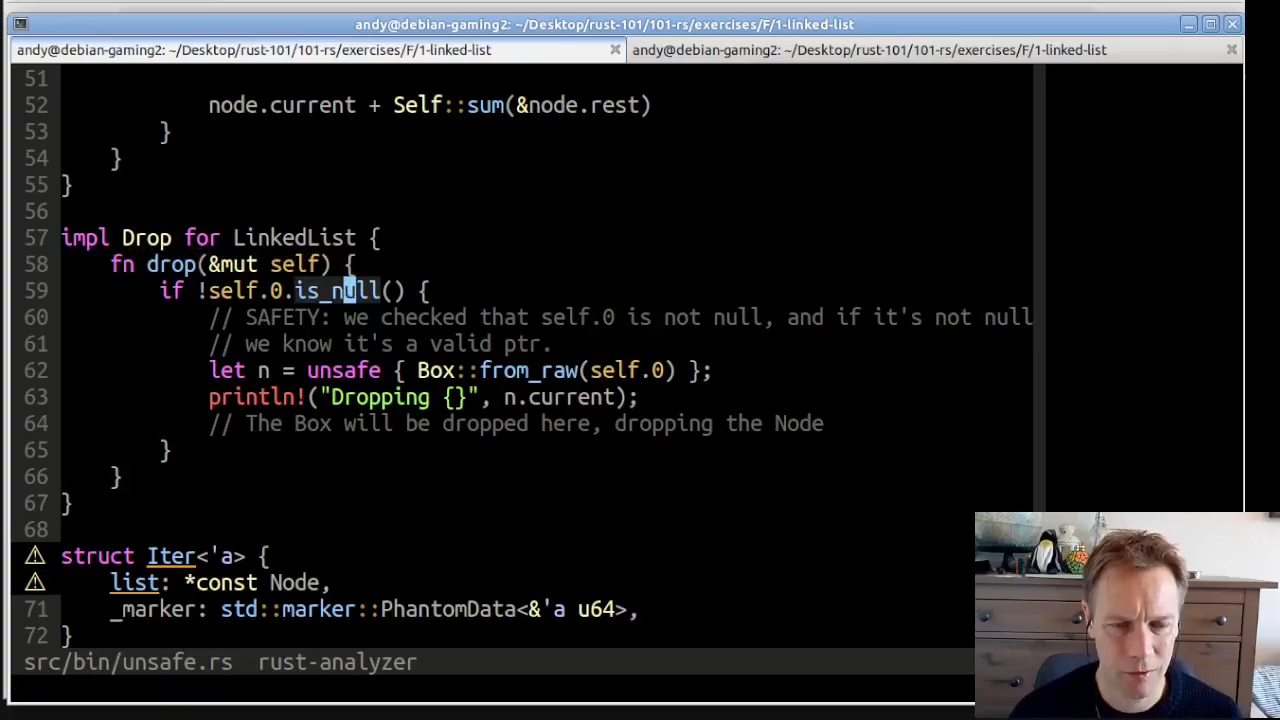 andy@debian-gaming2: ~/Desktop/rust-101/101-rs/exercises/F/1-linked-list
andy@debian-gaming2: ~/Desktop/rust-101/101-rs/exercises/F/1-linked-list
andy@debian-gaming2: ~/Desktop/rust-101/101-rs/exercises/F/1-linked-list
51
52 node.current + Self::sum(&node.rest)
53 }
54 }
55 }
56
57 impl Drop for LinkedList {
58 fn drop(&mut self) {
59 if !self.0.is_null() {
60 // SAFETY: we checked that self.0 is not null, and if it's not null
61 // we know it's a valid ptr.
62 let n = unsafe { Box::from_raw(self.0) };
63 println!("Dropping {}", n.current);
64 // The Box will be dropped here, dropping the Node
65 }
66 }
67 }
68
struct Iter<'a> {
list: *const Node,
71 _marker: std::marker::PhantomData<&'a u64>,
72 }
src/bin/unsafe.rs rust-analyzer